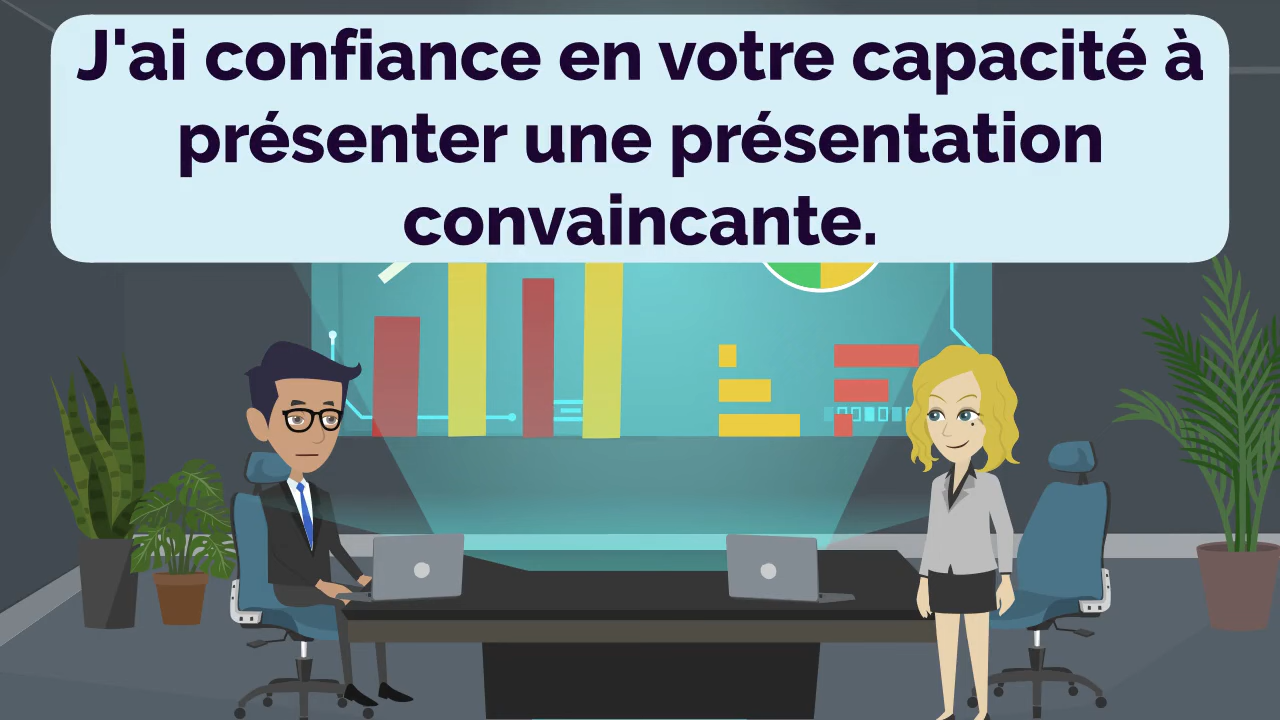 J'ai confiance en votre capacité à
présenter une présentation
convaincante.